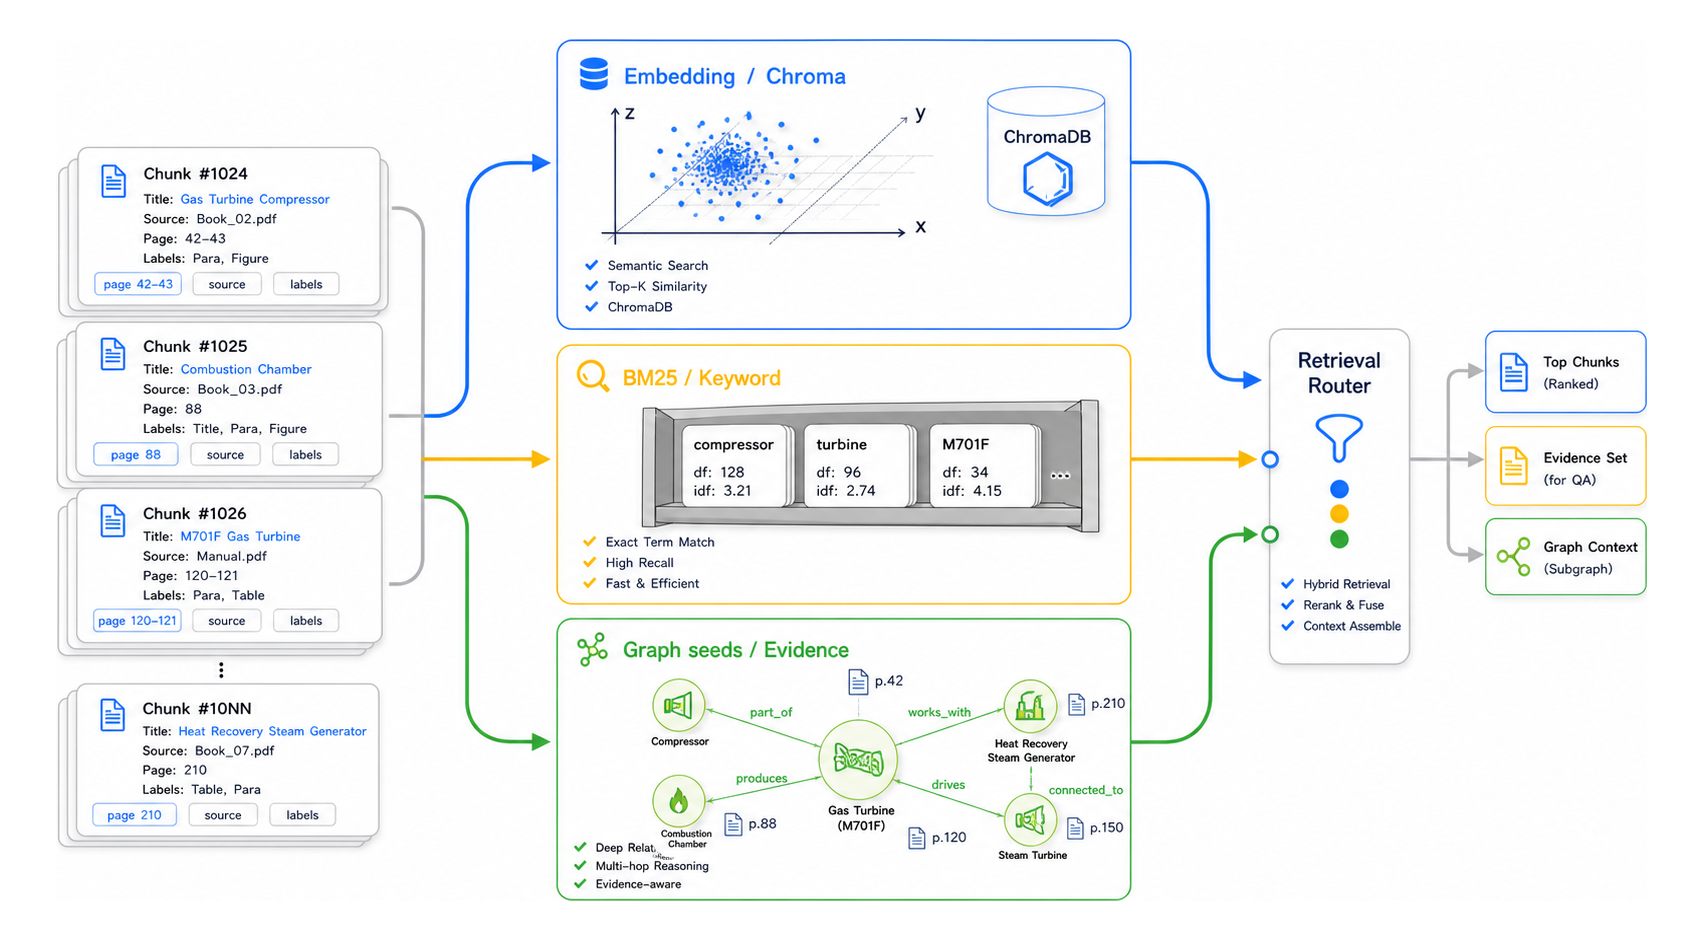 Chunk #1024
Title: Gas Turbine Compressor
Source: Book_02.pdf
Page: 42–43
Labels: Para, Figure
page 42–43
source
labels
Chunk #1025
Title: Combustion Chamber
Source: Book_03.pdf
Page: 88
Labels: Title, Para, Figure
page 88
source
labels
Chunk #1026
Title: M701F Gas Turbine
Source: Manual.pdf
Page: 120–121
Labels: Para, Table
page 120–121
source
labels
Chunk #10NN
Title: Heat Recovery Steam Generator
Source: Book_07.pdf
Page: 210
Labels: Table, Para
page 210
source
labels
Embedding / Chroma
z
y
x
ChromaDB
Semantic Search
Top-K Similarity
ChromaDB
BM25 / Keyword
compressor
df: 128
idf: 3.21
turbine
df: 96
idf: 2.74
M701F
df: 34
idf: 4.15
...
Exact Term Match
High Recall
Fast & Efficient
Graph seeds / Evidence
p.42
part_of
works_with
p.210
Compressor
Heat Recovery
Steam Generator
produces
drives
connected_to
Gas Turbine
(M701F)
p.88
p.120
p.150
Combustion
Chamber
Steam Turbine
Deep
Multi-hop Reasoning
Evidence-aware
Retrieval
Router
Hybrid Retrieval
Rerank & Fuse
Context Assemble
Top Chunks
(Ranked)
Evidence Set
(for QA)
Graph Context
(Subgraph)